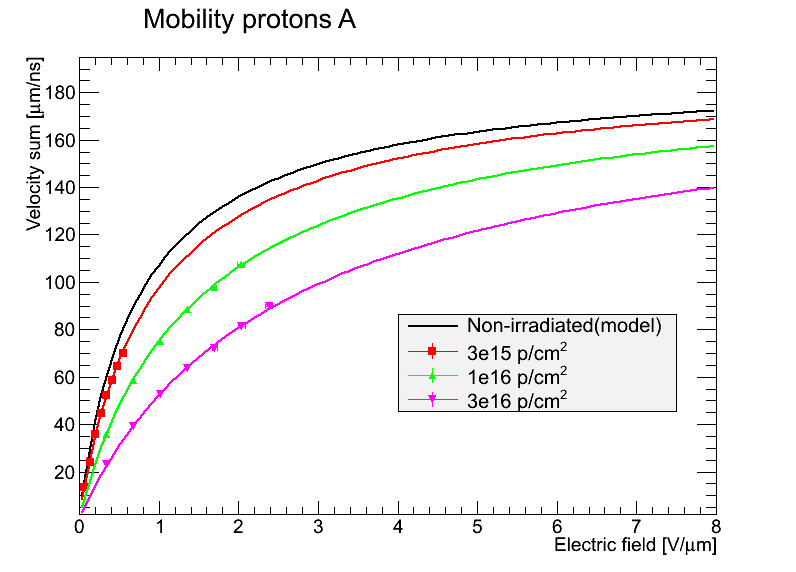 Mobility protons A
Velocity sum [μm/ns]
180
160
140
120
100
80
60
40
20
Non-irradiated(model)
3e15 p/cm²
1e16 p/cm²
3e16 p/cm²
0 1 2 3 4 5 6 7 8
Electric field [V/μm]